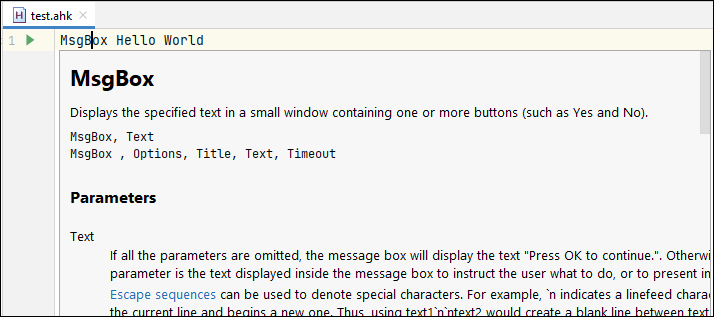 H test.ahk ×
1 MsgBox Hello World
MsgBox
Displays the specified text in a small window containing one or more buttons (such as Yes and No).
MsgBox, Text
MsgBox , Options, Title, Text, Timeout
Parameters
Text
If all the parameters are omitted, the message box will display the text "Press OK to continue.". Otherwi
parameter is the text displayed inside the message box to instruct the user what to do, or to present in
Escape sequences can be used to denote special characters. For example, `n indicates a linefeed charac
the current line and begins a new one. Thus, using text1`n`ntext2 would create a blank line between text